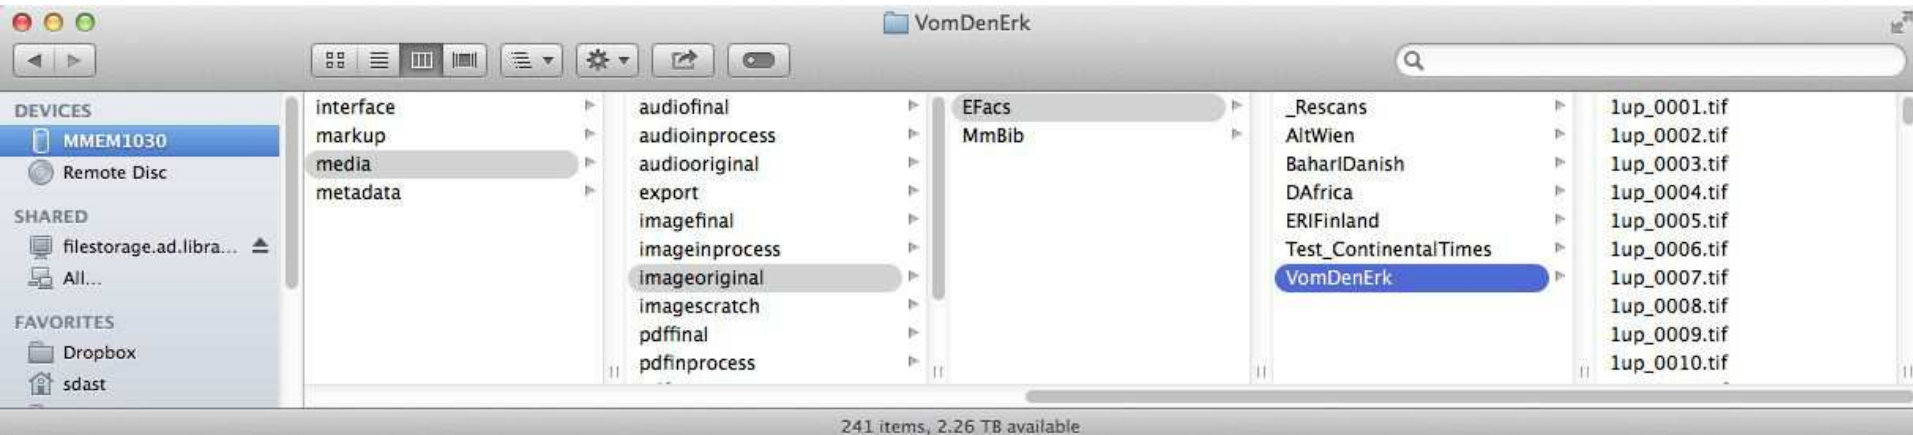 VomDenErk
DEVICES
MMEM1030
Remote Disc
SHARED
filestorage.ad.libra...
All...
FAVORITES
Dropbox
sdast
interface
markup
media
metadata
audiofinal
audioinprocess
audiooriginal
export
imagefinal
imageinprocess
imageoriginal
imagescratch
pdffinal
pdfinprocess
EFacs
MmBib
_Rescans
AltWien
BaharIDanish
DAfrica
ERIFinland
Test_ContinentalTimes
VomDenErk
1up_0001.tif
1up_0002.tif
1up_0003.tif
1up_0004.tif
1up_0005.tif
1up_0006.tif
1up_0007.tif
1up_0008.tif
1up_0009.tif
1up_0010.tif
241 items, 2.26 TB available